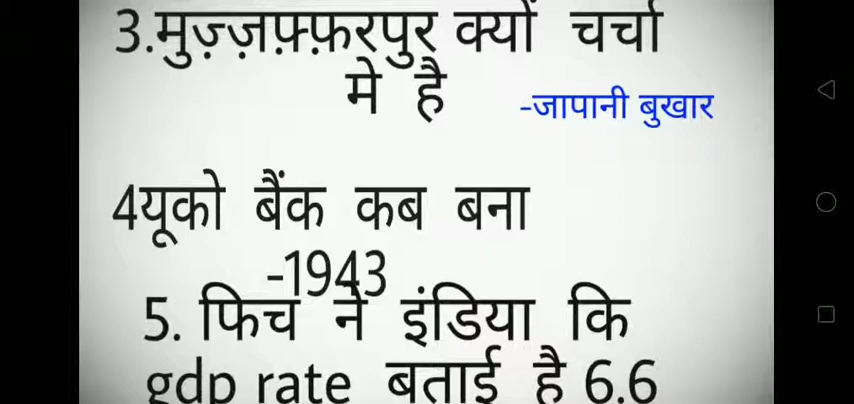 3.मुज़्ज़फ़्फ़रपुर क्यों चर्चा
मे है
-जापानी बुखार
4यूको बैंक कब बना
-1943
5. फिच ने इंडिया कि
gdp rate बताई है 6.6